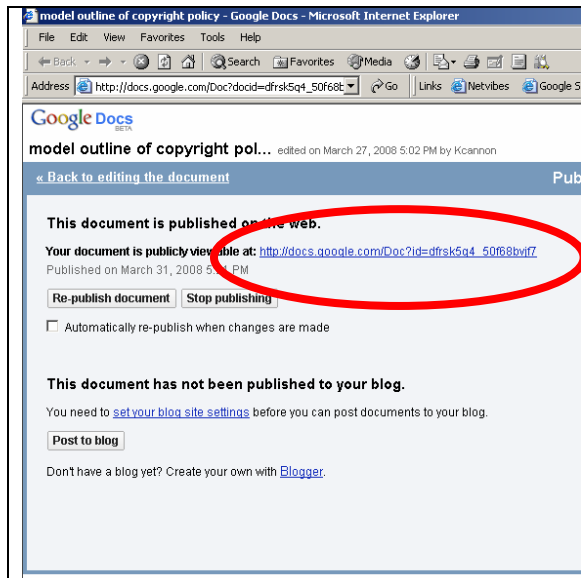 model outline of copyright policy - Google Docs - Microsoft Internet Explorer
File Edit View Favorites Tools Help
Back Search Favorites Media
Address http://docs.google.com/Doc?docid=dfrsk5q4_50f68b Go Links Netvibes Google S
Google Docs
BETA
model outline of copyright pol... edited on March 27, 2008 5:02 PM by Kcannon
« Back to editing the document Pub
This document is published on the web.
Your document is publicly viewable at: http://docs.google.com/Doc?id=dfrsk5q4_50f68bvjf7
Published on March 31, 2008 PM
Re-publish document Stop publishing
Automatically re-publish when changes are made
This document has not been published to your blog.
You need to set your blog site settings before you can post documents to your blog.
Post to blog
Don't have a blog yet? Create your own with Blogger.